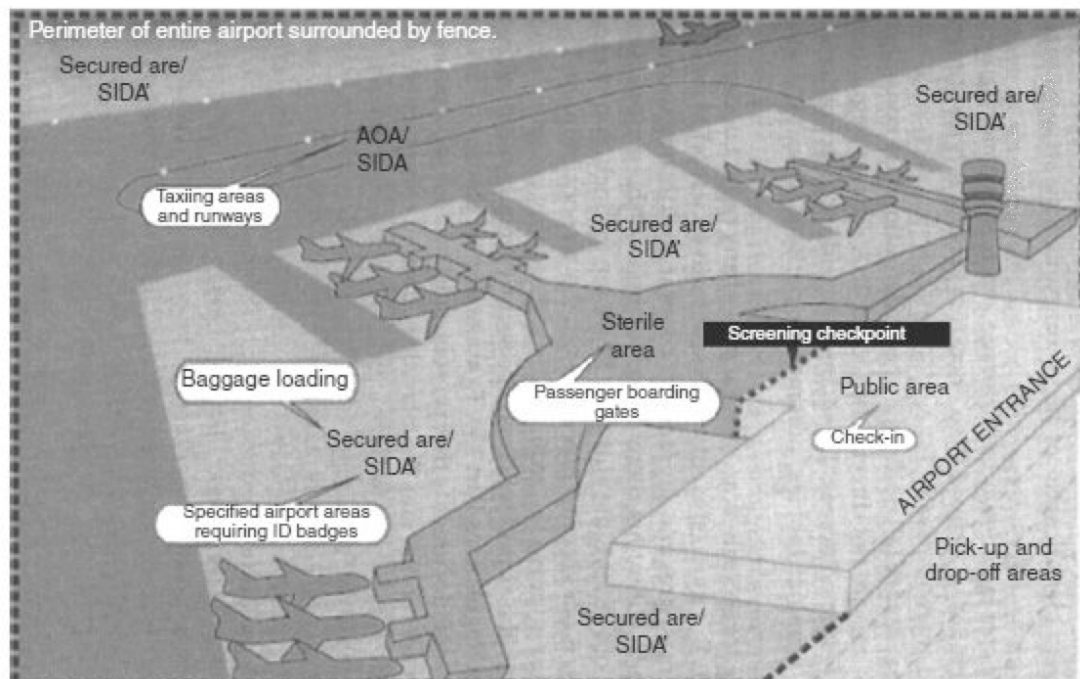 Perimeter of entire airport surrounded by fence.
Secured are/
SIDA'
Secured are/
SIDA'
AOA/
SIDA
Taxiing areas
and runways
Secured are/
SIDA'
Sterile
area
Screening checkpoint
Baggage loading
Passenger boarding
gates
Public area
Check-in
AIRPORT ENTRANCE
Secured are/
SIDA'
Specified airport areas
requiring ID badges
Pick-up and
drop-off areas
Secured are/
SIDA'